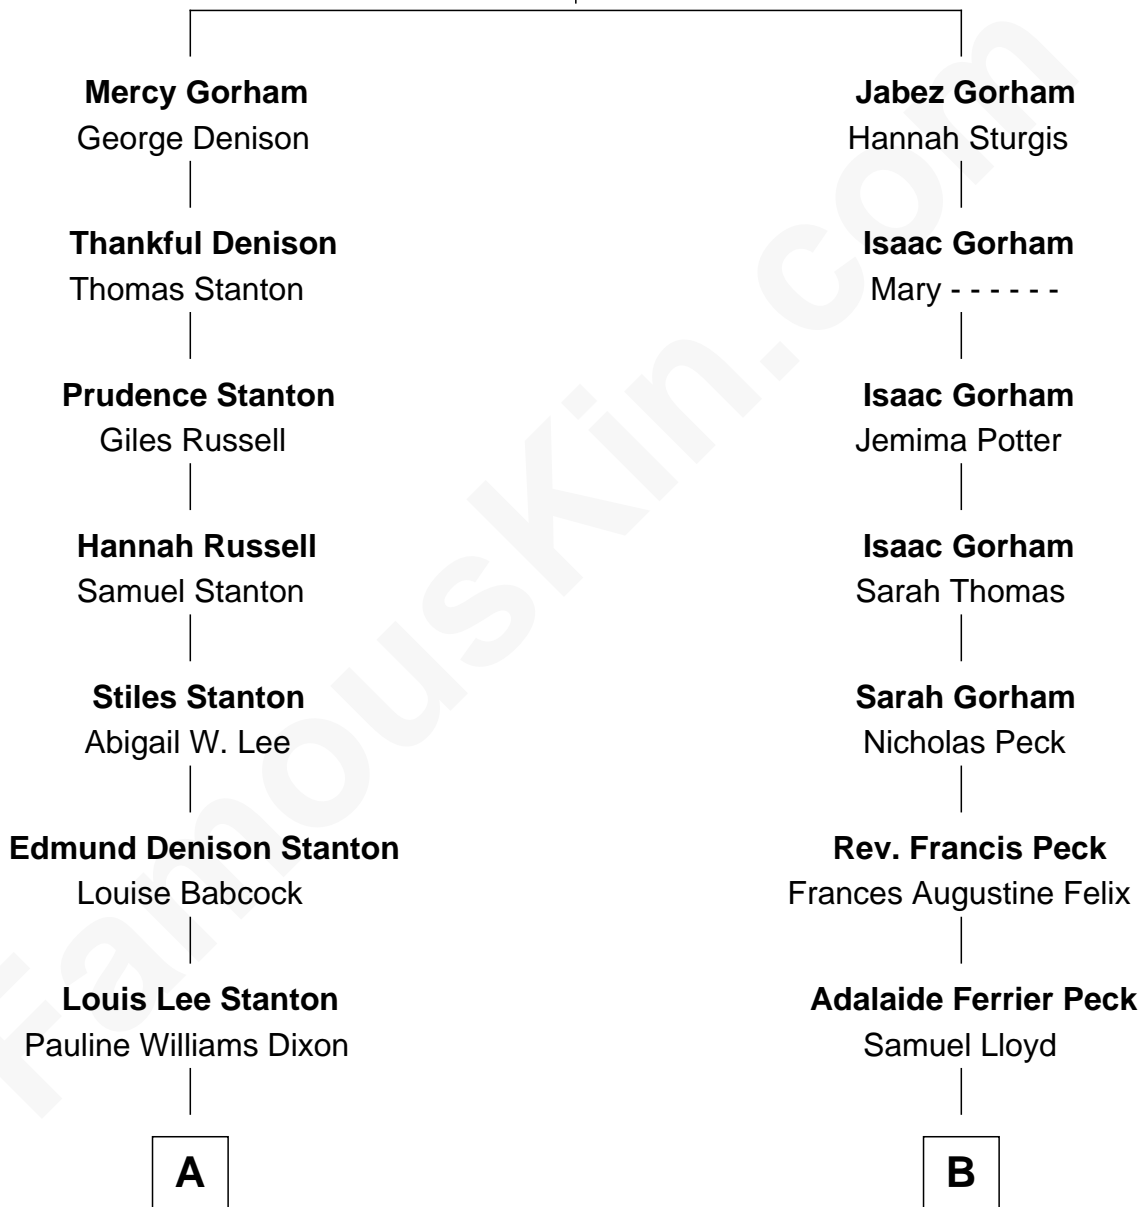 Mercy Gorham
George Denison
Thankful Denison
Thomas Stanton
Prudence Stanton
Giles Russell
Hannah Russell
Samuel Stanton
Stiles Stanton
Abigail W. Lee
Edmund Denison Stanton
Louise Babcock
Louis Lee Stanton
Pauline Williams Dixon
A
Jabez Gorham
Hannah Sturgis
Isaac Gorham
Mary - - - - - -
Isaac Gorham
Jemima Potter
Isaac Gorham
Sarah Thomas
Sarah Gorham
Nicholas Peck
Rev. Francis Peck
Frances Augustine Felix
Adalaide Ferrier Peck
Samuel Lloyd
B
FamousKin.com